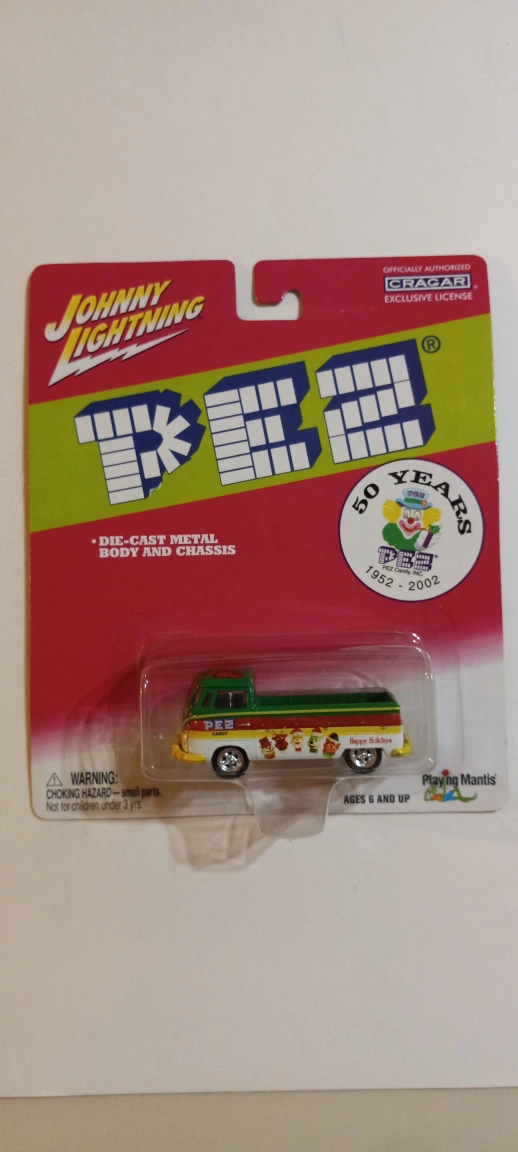 JOHNNY
LIGHTNING
OFFICIALLY AUTHORIZED
CRAGAR®
EXCLUSIVE LICENSE
PEZ®
• DIE-CAST METAL
BODY AND CHASSIS
50 YEARS
PEZ
PEZ
PEZ Candy, INC.
1952 - 2002
PEZ
CANDY
Happy Holidays
⚠ WARNING:
CHOKING HAZARD — small parts.
Not for children under 3 yrs.
AGES 6 AND UP
Playing Mantis